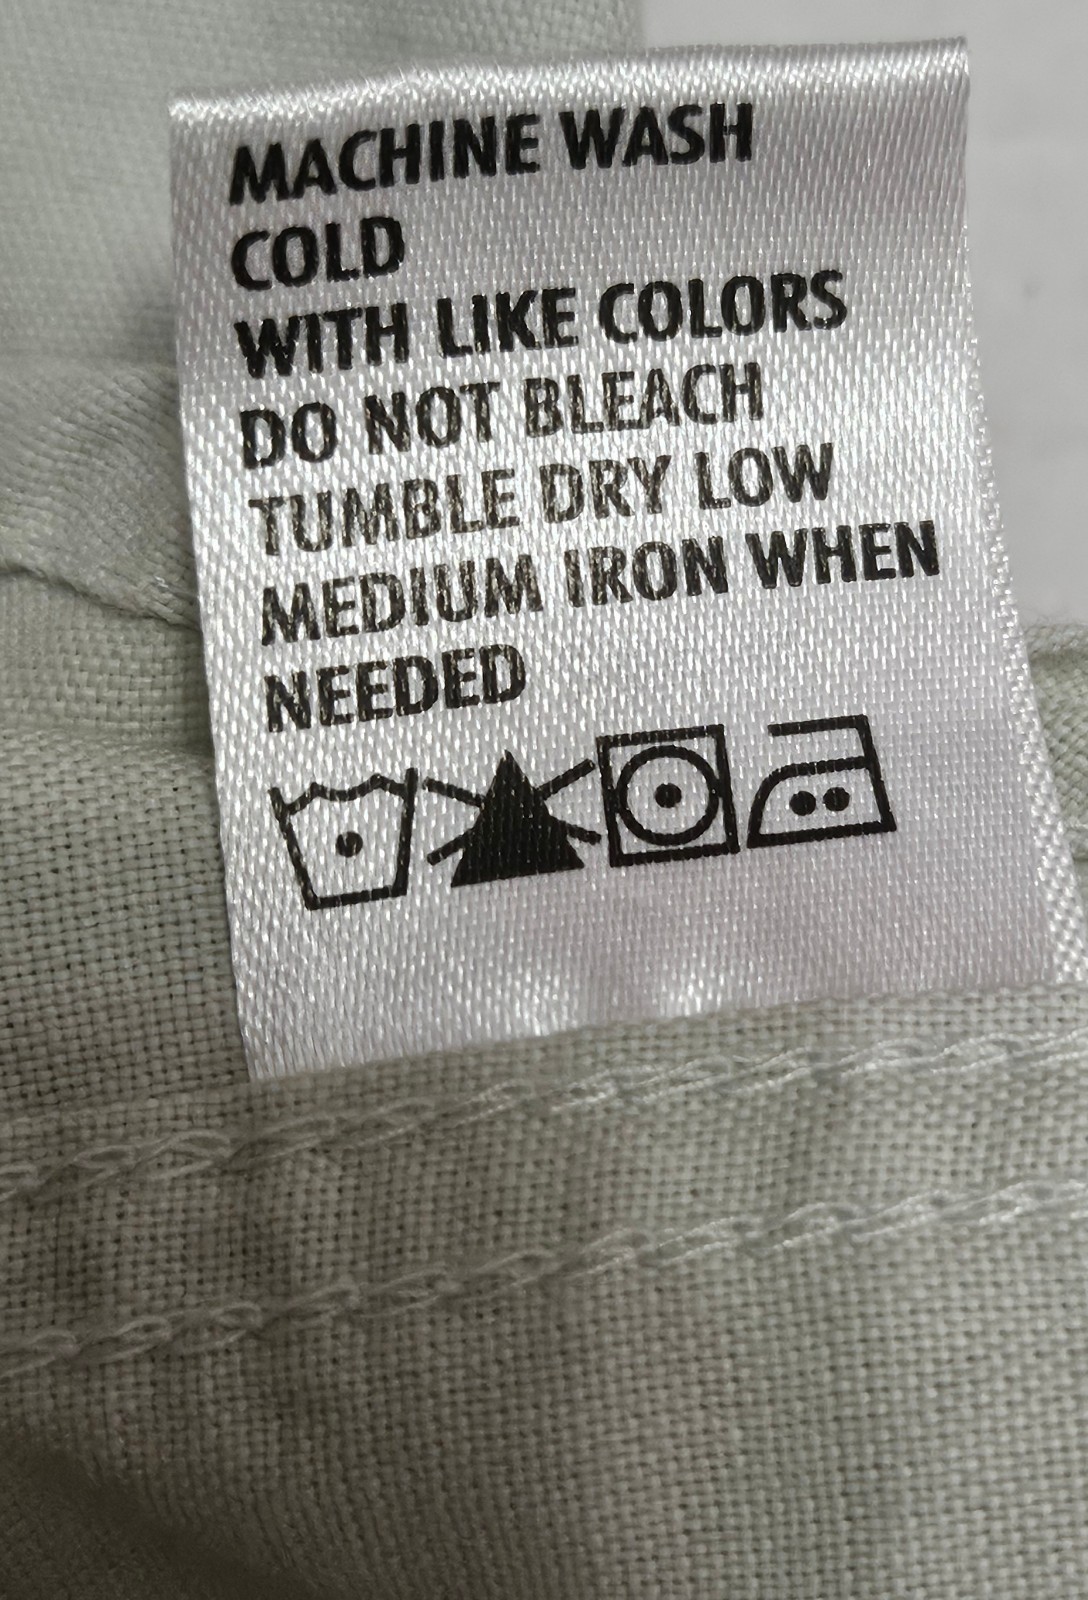 MACHINE WASH
COLD
WITH LIKE COLORS
DO NOT BLEACH
TUMBLE DRY LOW
MEDIUM IRON WHEN
NEEDED